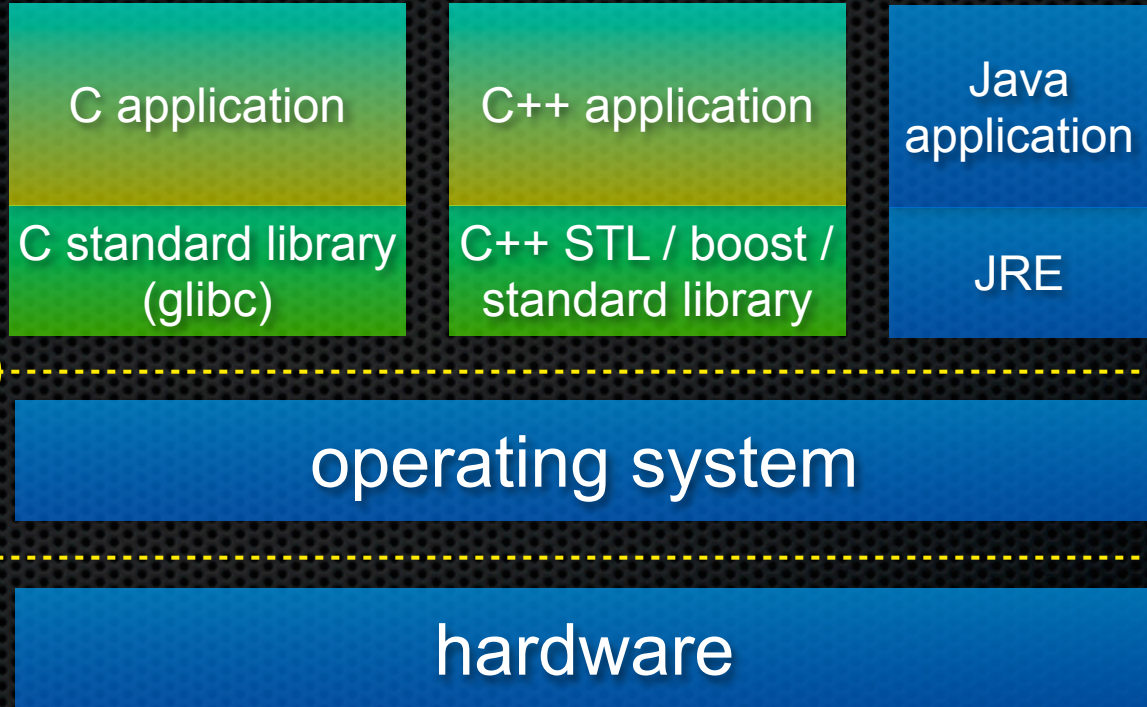 C application
C++ application
Java
application
C standard library
(glibc)
C++ STL / boost /
standard library
JRE
operating system
hardware